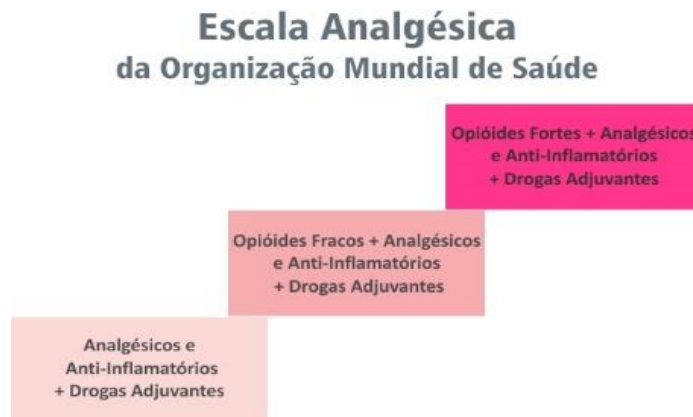 Escala Analgésica
da Organização Mundial de Saúde
Opióides Fortes + Analgésicos
e Anti-Inflamatórios
+ Drogas Adjuvantes
Opióides Fracos + Analgésicos
e Anti-Inflamatórios
+ Drogas Adjuvantes
Analgésicos e
Anti-Inflamatórios
+ Drogas Adjuvantes